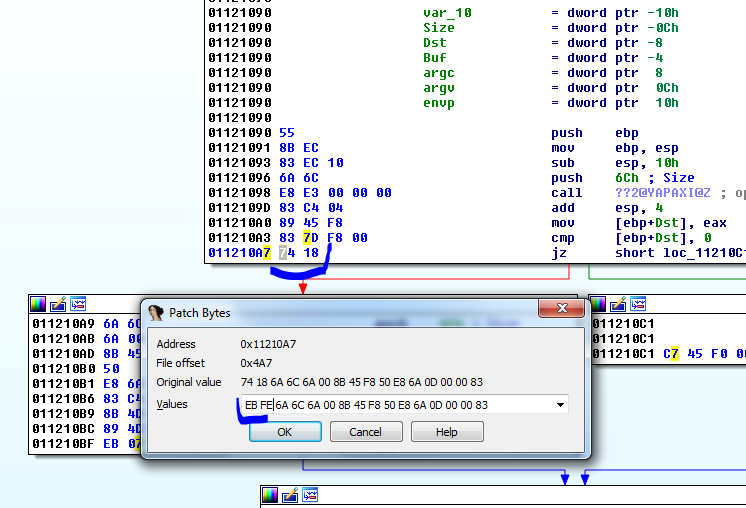 01121090 var_10 = dword ptr -10h
01121090 Size = dword ptr -0Ch
01121090 Dst = dword ptr -8
01121090 Buf = dword ptr -4
01121090 argc = dword ptr 8
01121090 argv = dword ptr 0Ch
01121090 envp = dword ptr 10h
01121090
01121090 55 push ebp
01121091 8B EC mov ebp, esp
01121093 83 EC 10 sub esp, 10h
01121096 6A 6C push 6Ch ; Size
01121098 E8 E3 00 00 00 call ??2@YAPAXI@Z ;
0112109D 83 C4 04 add esp, 4
011210A0 89 45 F8 mov [ebp+Dst], eax
011210A3 83 7D F8 00 cmp [ebp+Dst], 0
011210A7 74 18 jz short loc_11210C1
011210A9 6A
011210AB 6A
011210AD 8B
011210B0 50
011210B1 E8
011210B6 83
011210B9 8B
011210BC 89
011210BF EB
Patch Bytes
Address 0x11210A7
File offset 0x4A7
Original value 74 18 6A 6C 6A 00 8B 45 F8 50 E8 6A 0D 00 00 83
Values EB FE 6A 6C 6A 00 8B 45 F8 50 E8 6A 0D 00 00 83
OK Cancel Help
011210C1
011210C1
011210C1 C7 45 F0